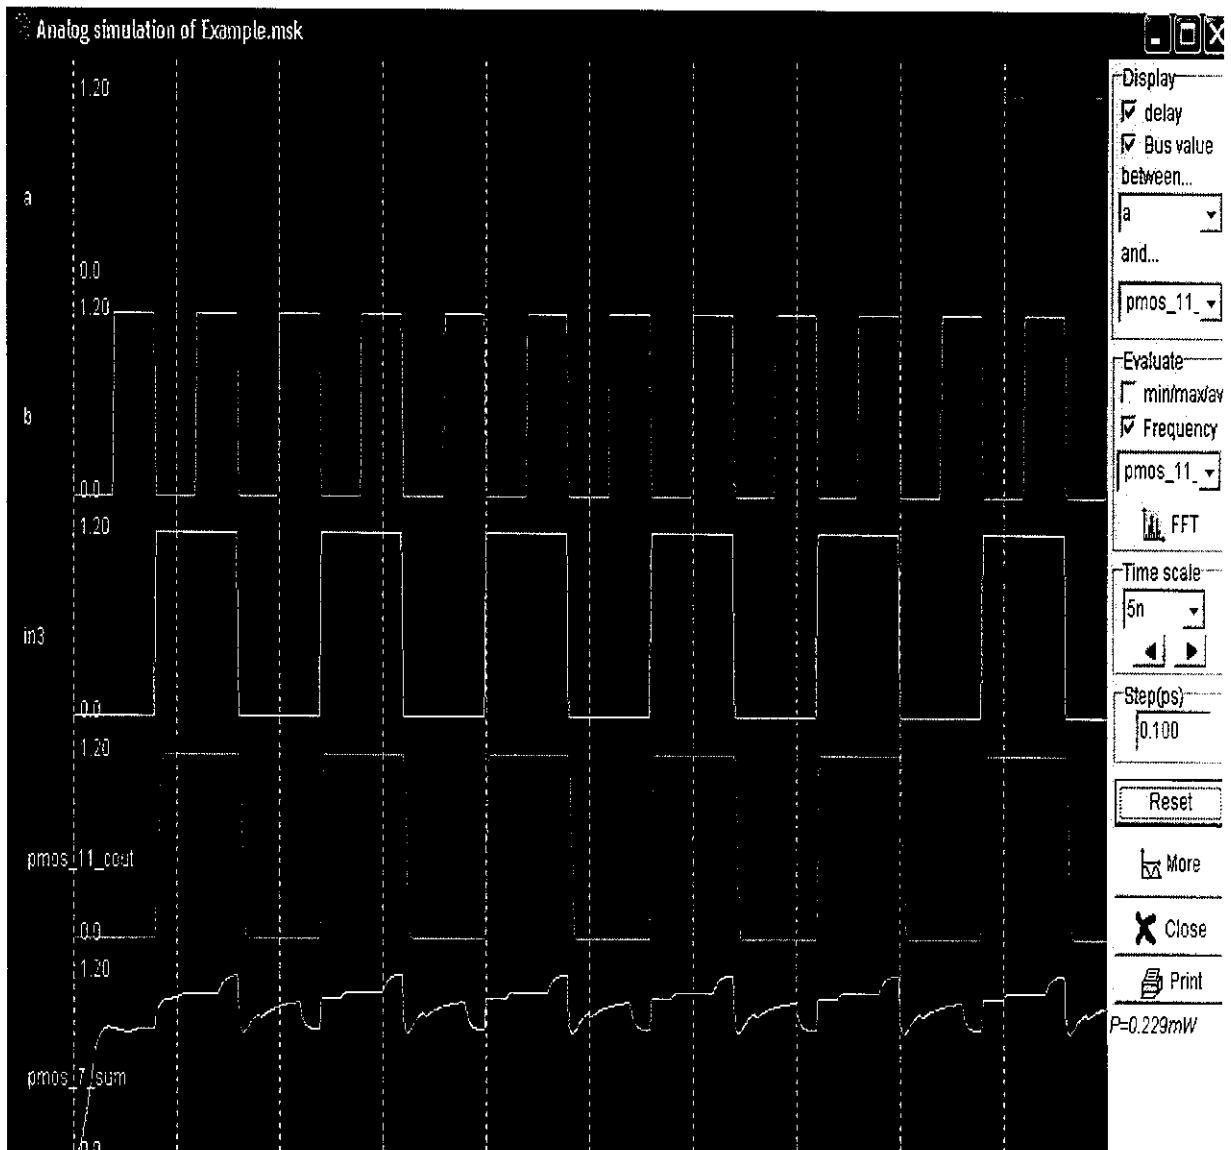 Analog simulation of Example.msk
1.20
a
0.0
1.20
b
0.0
1.20
in3
0.0
1.20
pmos_11_cout
0.0
1.20
pmos_7_sum
0.0
Display
delay
Bus value
between...
a
and...
pmos_11_
Evaluate
min/max/av
Frequency
pmos_11_
FFT
Time scale
5n
Step(ps)
0.100
Reset
More
Close
Print
P=0.229mW